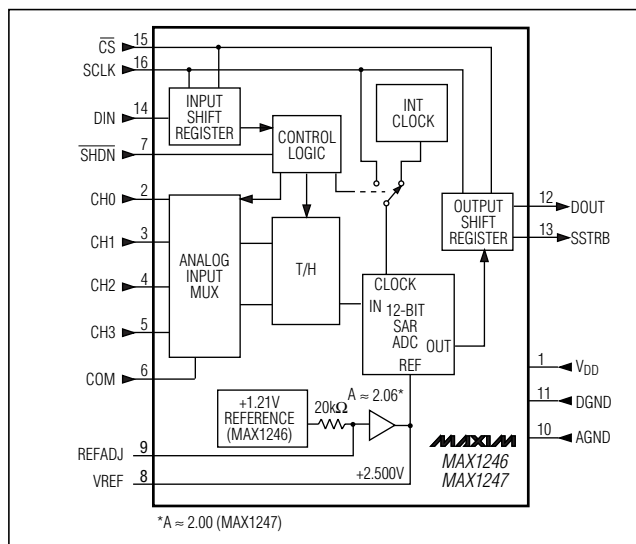 CS 15
SCLK 16
DIN 14
SHDN 7
CH0 2
CH1 3
CH2 4
CH3 5
COM 6
REFADJ 9
VREF 8
INPUT
SHIFT
REGISTER
CONTROL
LOGIC
INT
CLOCK
ANALOG
INPUT
MUX
T/H
CLOCK
IN
12-BIT
SAR
ADC
OUT
REF
OUTPUT
SHIFT
REGISTER
12 DOUT
13 SSTRB
1 VDD
11 DGND
10 AGND
+1.21V
REFERENCE
(MAX1246)
20kΩ
A ≈ 2.06*
+2.500V
MAXIM
MAX1246
MAX1247
*A ≈ 2.00 (MAX1247)